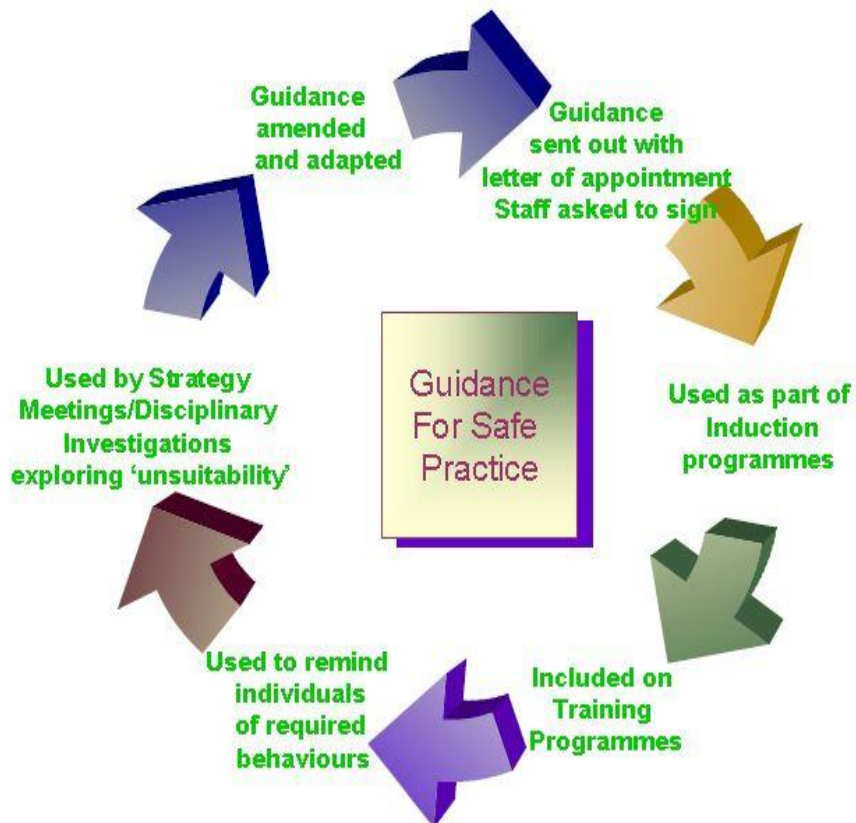 Guidance
amended
and adapted
Guidance
sent out with
letter of appointment
Staff asked to sign
Used by Strategy
Meetings/Disciplinary
Investigations
exploring ‘unsuitability’
Guidance
For Safe
Practice
Used as part of
Induction
programmes
Used to remind
individuals
of required
behaviours
Included on
Training
Programmes